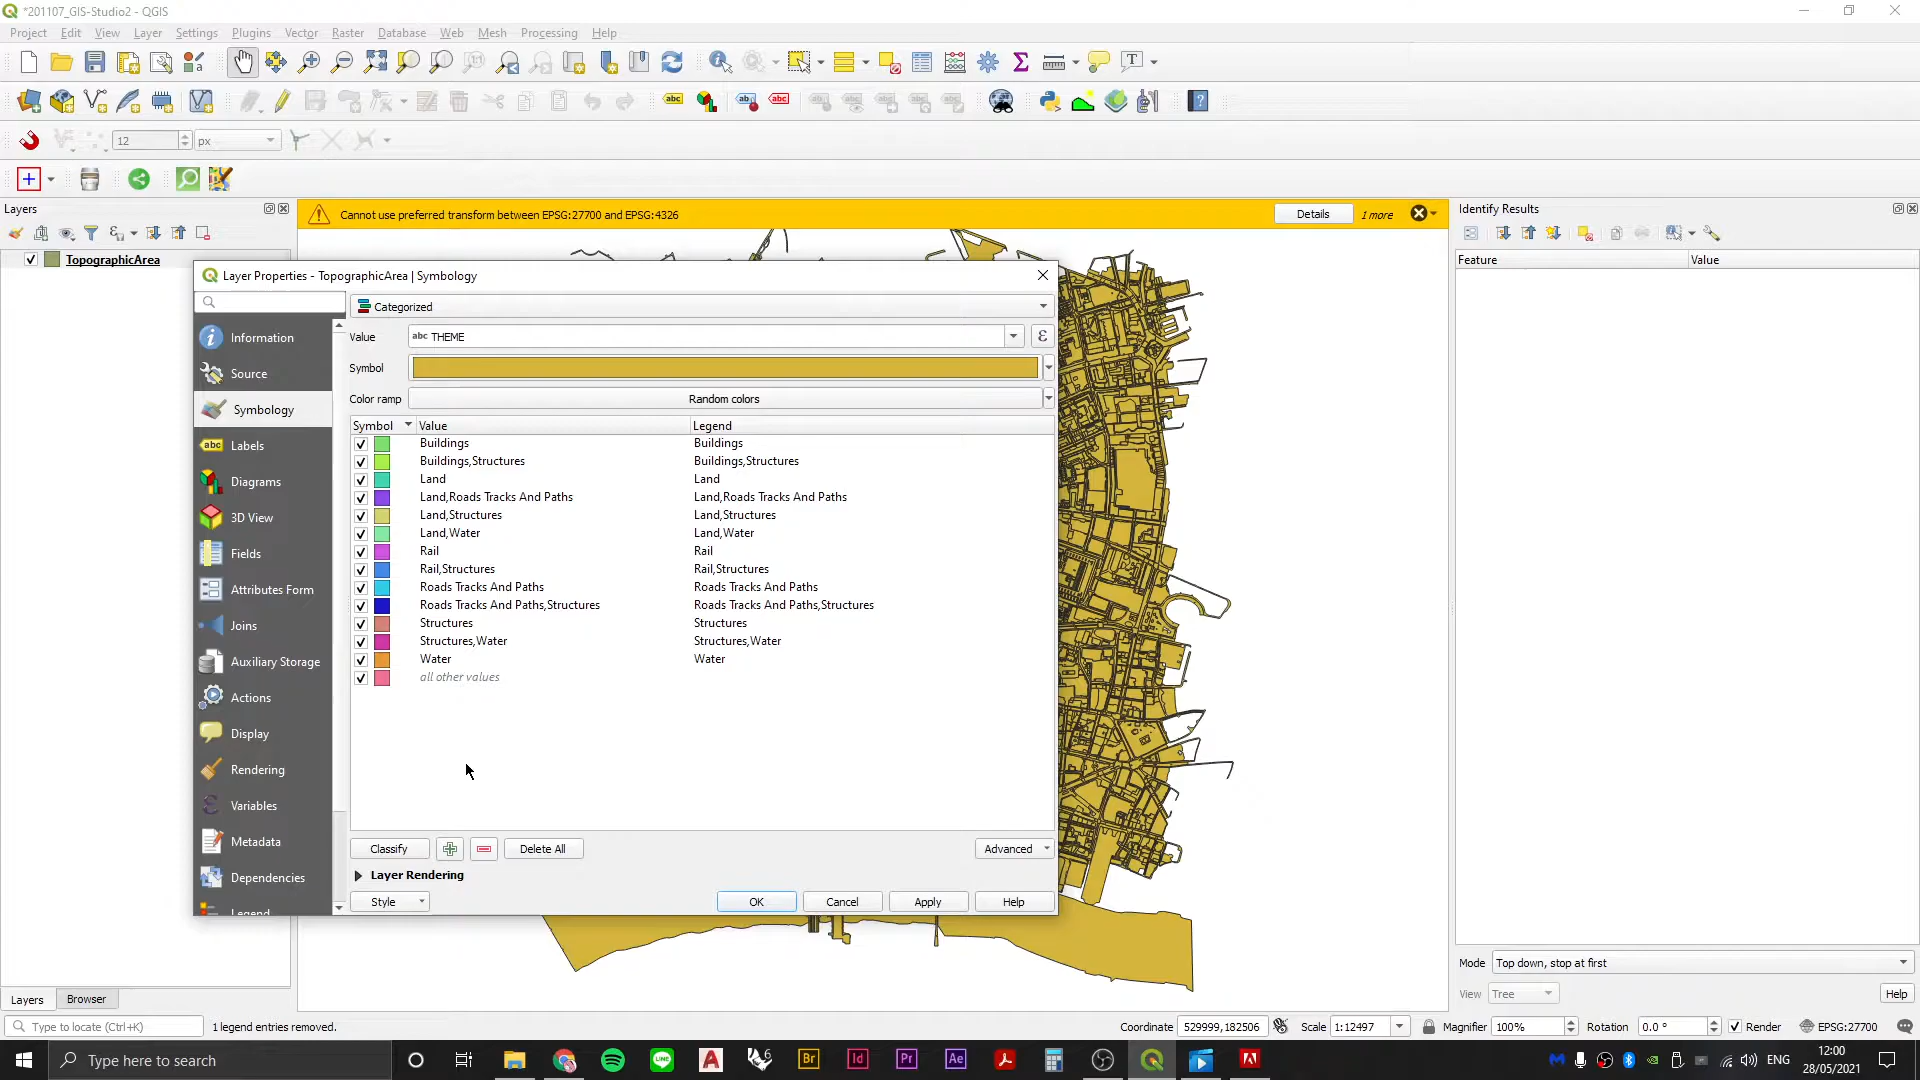 *201107_GIS-Studio2 - QGIS
Project Edit View Layer Settings Plugins Vector Raster Database Web Mesh Processing Help
12 px
Layers
TopographicArea
Cannot use preferred transform between EPSG:27700 and EPSG:4326
Details
1 more
Identify Results
Feature Value
Layer Properties - TopographicArea | Symbology
Information
Source
Symbology
Labels
Diagrams
3D View
Fields
Attributes Form
Joins
Auxiliary Storage
Actions
Display
Rendering
Variables
Metadata
Dependencies
Legend
Categorized
Value abc THEME
Symbol
Color ramp Random colors
Symbol Value Legend
Buildings Buildings
Buildings,Structures Buildings,Structures
Land Land
Land,Roads Tracks And Paths Land,Roads Tracks And Paths
Land,Structures Land,Structures
Land,Water Land,Water
Rail Rail
Rail,Structures Rail,Structures
Roads Tracks And Paths Roads Tracks And Paths
Roads Tracks And Paths,Structures Roads Tracks And Paths,Structures
Structures Structures
Structures,Water Structures,Water
Water Water
all other values
Classify Delete All Advanced
Layer Rendering
Style OK Cancel Apply Help
Mode Top down, stop at first
View Tree Help
Layers Browser
Type to locate (Ctrl+K) 1 legend entries removed. Coordinate 529999,182506 Scale 1:12497 Magnifier 100% Rotation 0.0 ° Render EPSG:27700
Type here to search
ENG
12:00
28/05/2021